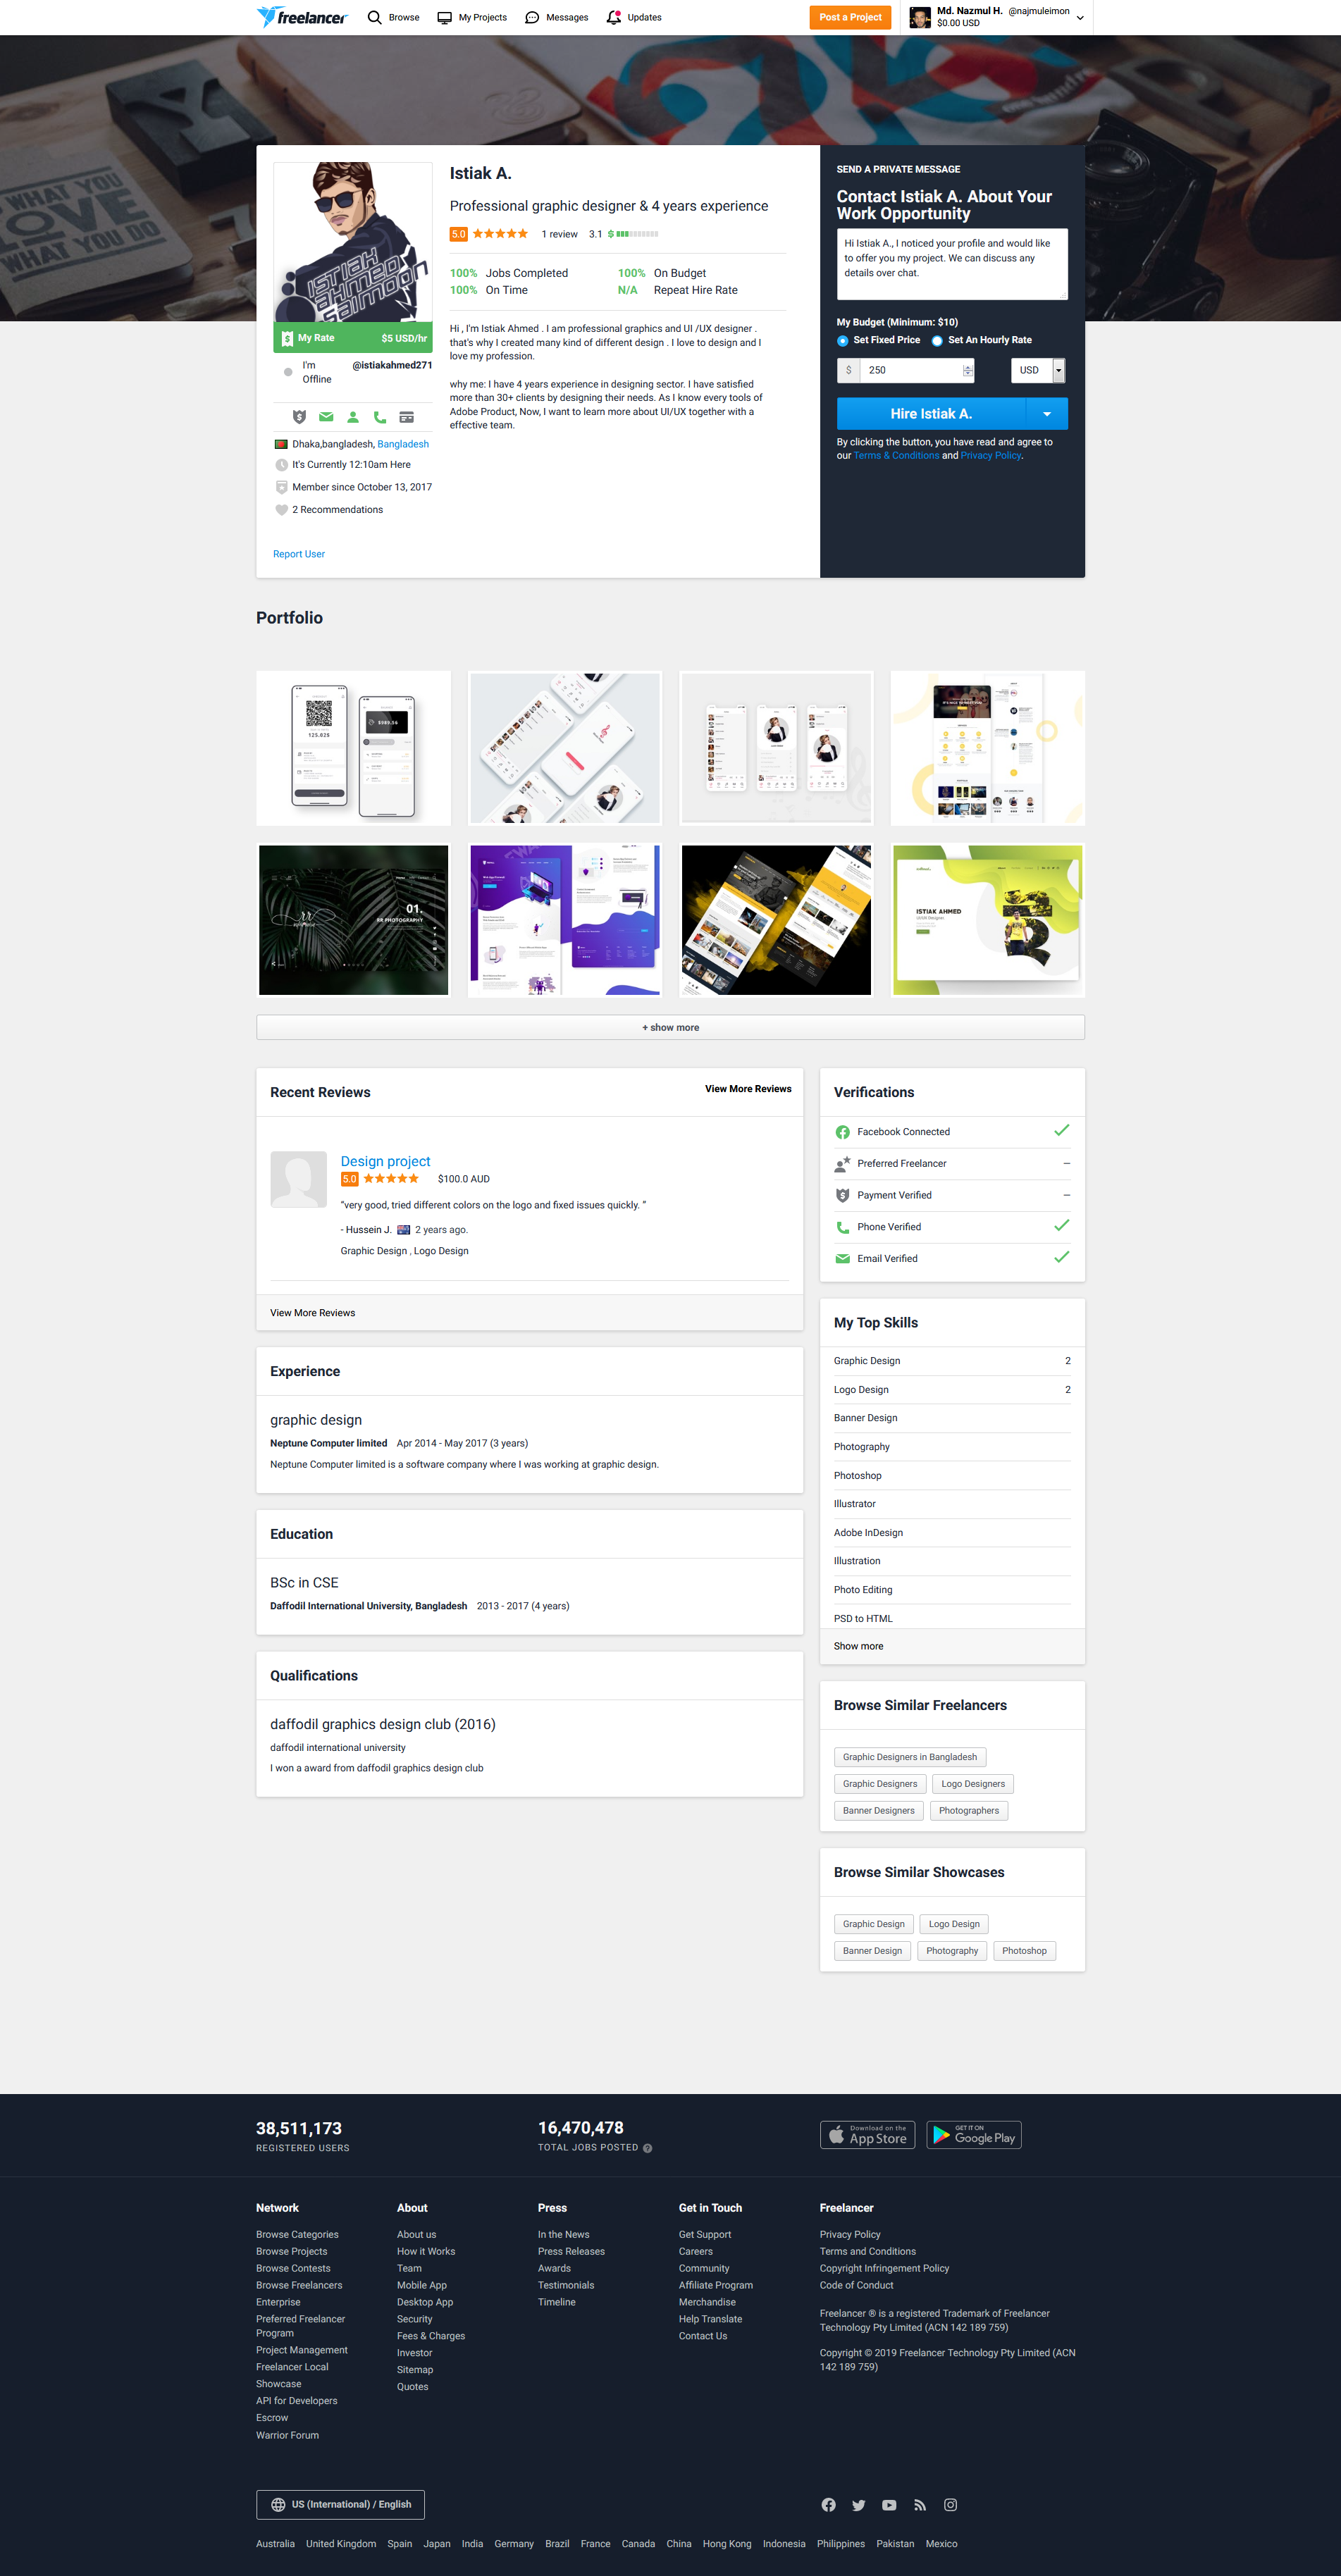 freelancer
Browse
My Projects
Messages
Updates
Post a Project
Md. Nazmul H. @najmuleimon
$0.00 USD
WHAT YOU
WHAT
ISTIAK
AHMED
Saimoon
My Rate $5 USD/hr
I'm
Offline
@istiakahmed271
Dhaka,bangladesh, Bangladesh
It's Currently 12:10am Here
Member since October 13, 2017
2 Recommendations
Report User
Istiak A.
Professional graphic designer & 4 years experience
5.0 1 review 3.1 $
100% Jobs Completed 100% On Budget
100% On Time N/A Repeat Hire Rate
Hi , I'm Istiak Ahmed . I am professional graphics and UI /UX designer .
that's why I created many kind of different design . I love to design and I
love my profession.
why me: I have 4 years experience in designing sector. I have satisfied
more than 30+ clients by designing their needs. As I know every tools of
Adobe Product, Now, I want to learn more about UI/UX together with a
effective team.
SEND A PRIVATE MESSAGE
Contact Istiak A. About Your
Work Opportunity
Hi Istiak A., I noticed your profile and would like
to offer you my project. We can discuss any
details over chat.
My Budget (Minimum: $10)
Set Fixed Price Set An Hourly Rate
$ 250 USD
Hire Istiak A.
By clicking the button, you have read and agree to
our Terms & Conditions and Privacy Policy.
Portfolio
125.02$
$989.56
01.
RR PHOTOGRAPHY
ISTIAK AHMED
+ show more
Recent Reviews
View More Reviews
Design project
5.0 $100.0 AUD
“very good, tried different colors on the logo and fixed issues quickly. ”
- Hussein J. 2 years ago.
Graphic Design , Logo Design
View More Reviews
Experience
graphic design
Neptune Computer limited Apr 2014 - May 2017 (3 years)
Neptune Computer limited is a software company where I was working at graphic design.
Education
BSc in CSE
Daffodil International University, Bangladesh 2013 - 2017 (4 years)
Qualifications
daffodil graphics design club (2016)
daffodil international university
I won a award from daffodil graphics design club
Verifications
Facebook Connected
Preferred Freelancer –
Payment Verified –
Phone Verified
Email Verified
My Top Skills
Graphic Design 2
Logo Design 2
Banner Design
Photography
Photoshop
Illustrator
Adobe InDesign
Illustration
Photo Editing
PSD to HTML
Show more
Browse Similar Freelancers
Graphic Designers in Bangladesh
Graphic Designers Logo Designers
Banner Designers Photographers
Browse Similar Showcases
Graphic Design Logo Design
Banner Design Photography Photoshop
38,511,173
REGISTERED USERS
16,470,478
TOTAL JOBS POSTED ?
Download on the
App Store
GET IT ON
Google Play
Network
Browse Categories
Browse Projects
Browse Contests
Browse Freelancers
Enterprise
Preferred Freelancer
Program
Project Management
Freelancer Local
Showcase
API for Developers
Escrow
Warrior Forum
About
About us
How it Works
Team
Mobile App
Desktop App
Security
Fees & Charges
Investor
Sitemap
Quotes
Press
In the News
Press Releases
Awards
Testimonials
Timeline
Get in Touch
Get Support
Careers
Community
Affiliate Program
Merchandise
Help Translate
Contact Us
Freelancer
Privacy Policy
Terms and Conditions
Copyright Infringement Policy
Code of Conduct
Freelancer ® is a registered Trademark of Freelancer
Technology Pty Limited (ACN 142 189 759)
Copyright © 2019 Freelancer Technology Pty Limited (ACN
142 189 759)
US (International) / English
Australia United Kingdom Spain Japan India Germany Brazil France Canada China Hong Kong Indonesia Philippines Pakistan Mexico